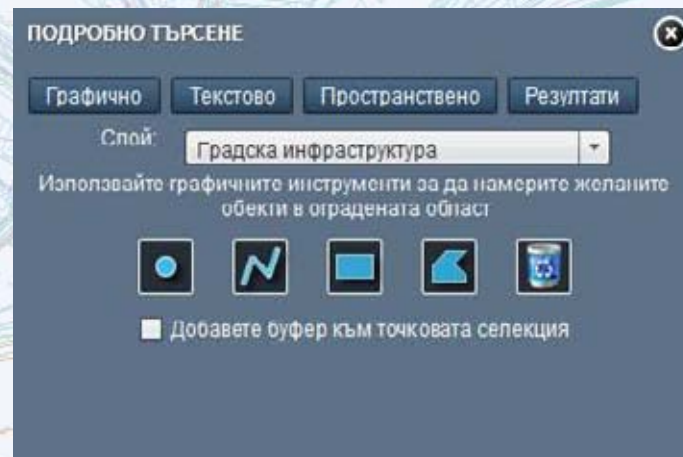 ПОДРОБНО ТЪРСЕНЕ
Графично Текстово Пространствено Резултати
Слой: Градска инфраструктура
Използвайте графичните инструменти за да намерите желаните
обекти в оградената област
Добавете буфер към точковата селекция